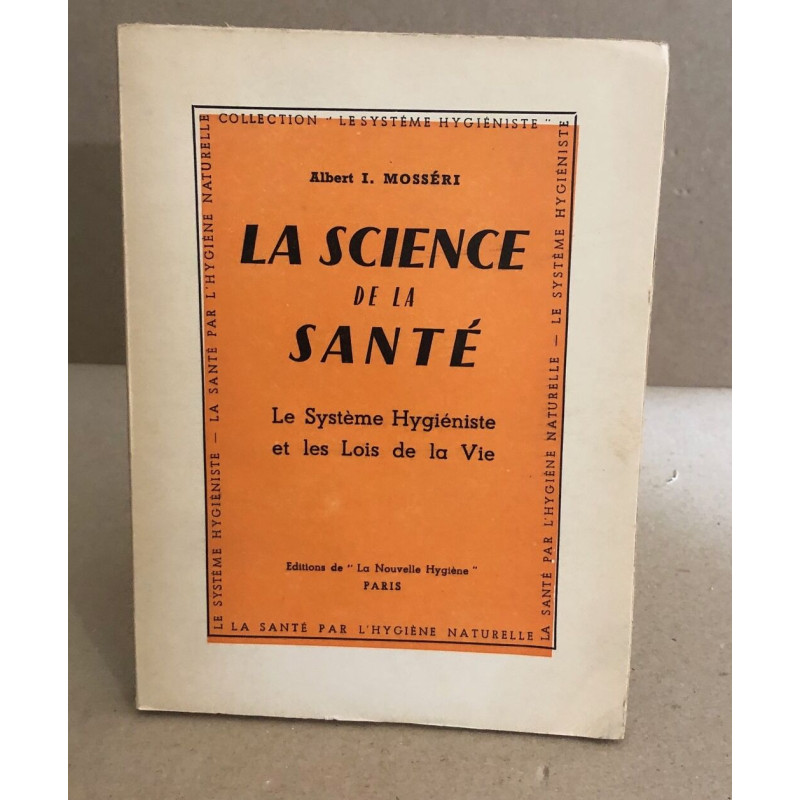 COLLECTION " LE SYSTÈME HYGIÉNISTE "
Albert I. MOSSÉRI
LA SCIENCE
DE LA
SANTÉ
Le Système Hygiéniste
et les Lois de la Vie
Editions de " La Nouvelle Hygiène "
PARIS
LA SANTÉ PAR L'HYGIÈNE NATURELLE
LE SYSTÈME HYGIÉNISTE — LA SANTÉ PAR L'HYGIÈNE NATURELLE
LA SANTÉ PAR L'HYGIÈNE NATURELLE — LE SYSTÈME HYGIÉNISTE